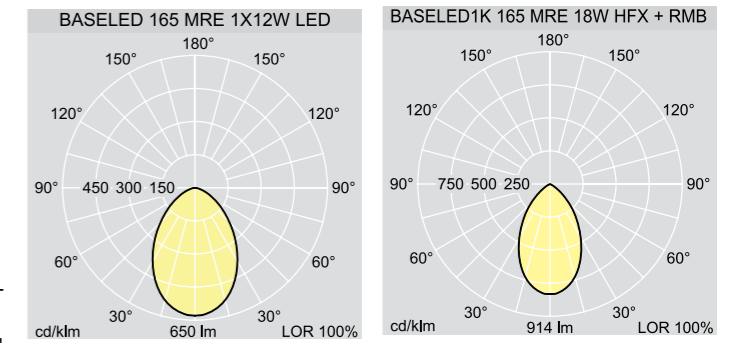 BASELED 165 MRE 1X12W LED
180°
150° 150°
120° 120°
90° 450 300 150 90°
60° 60°
30° 30°
cd/klm 650 lm LOR 100%
BASELED1K 165 MRE 18W HFX + RMB
180°
150° 150°
120° 120°
90° 750 500 250 90°
60° 60°
30° 30°
cd/klm 914 lm LOR 100%